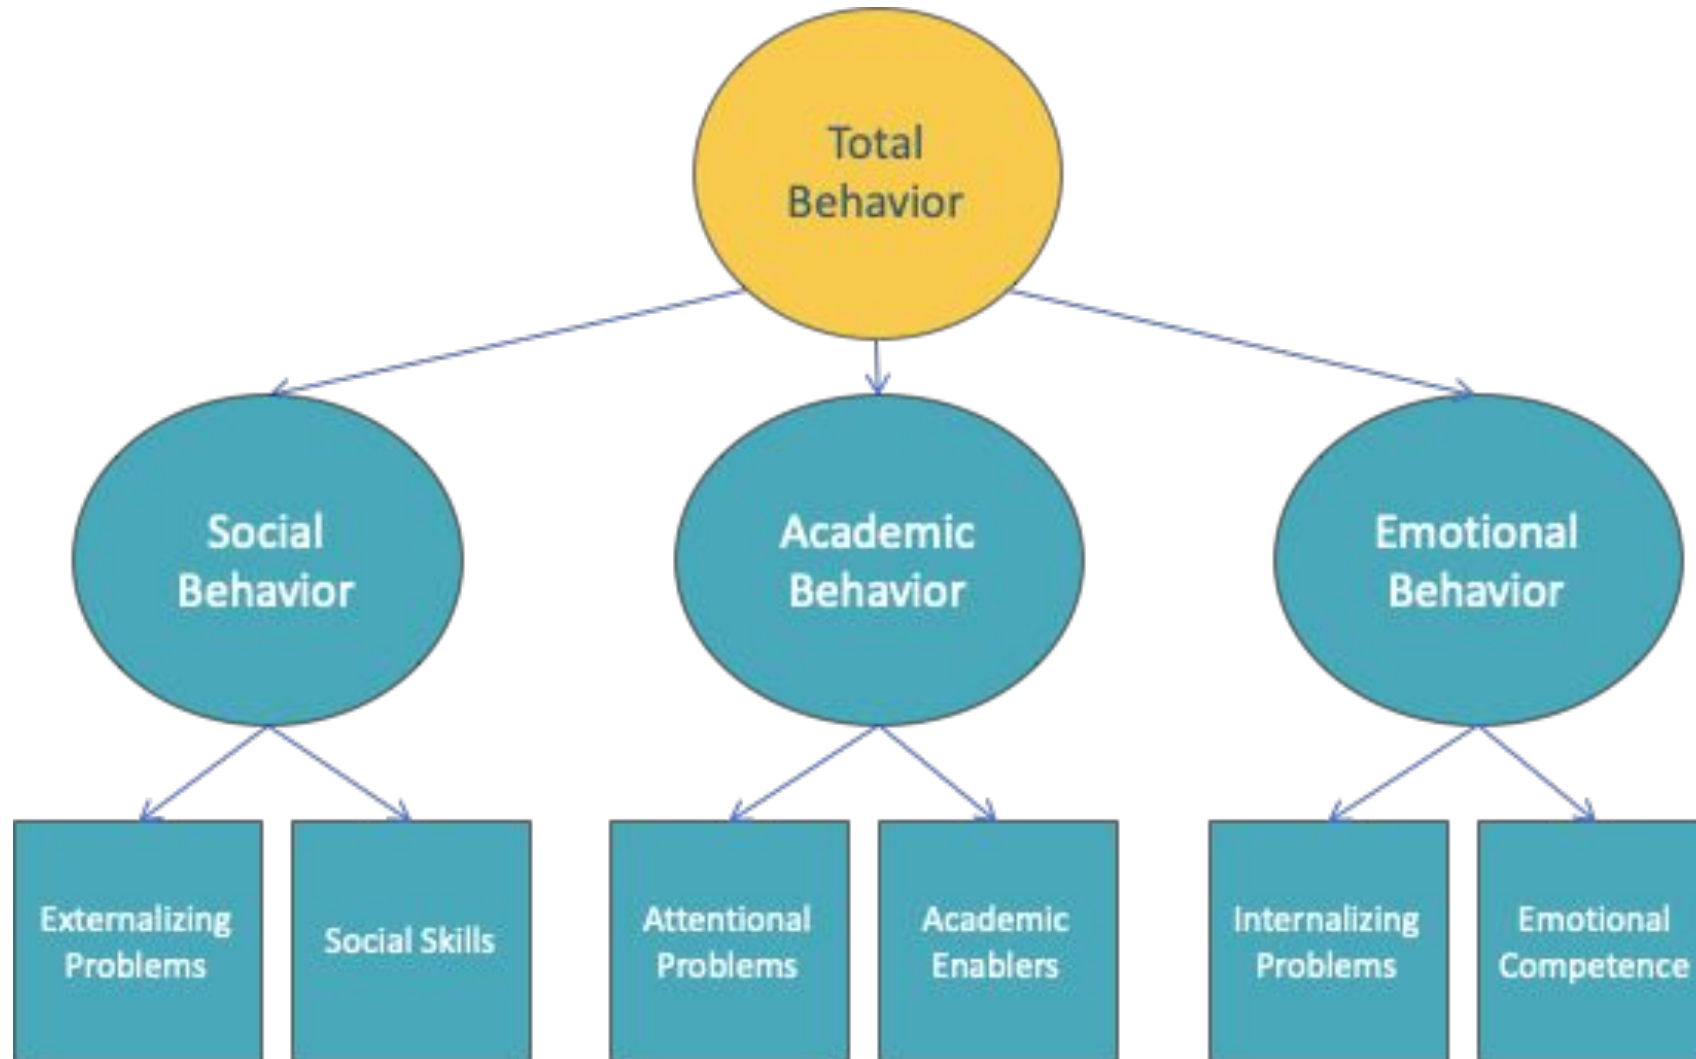 Total
Behavior
Social
Behavior
Academic
Behavior
Emotional
Behavior
Externalizing
Problems
Social Skills
Attentional
Problems
Academic
Enablers
Internalizing
Problems
Emotional
Competence